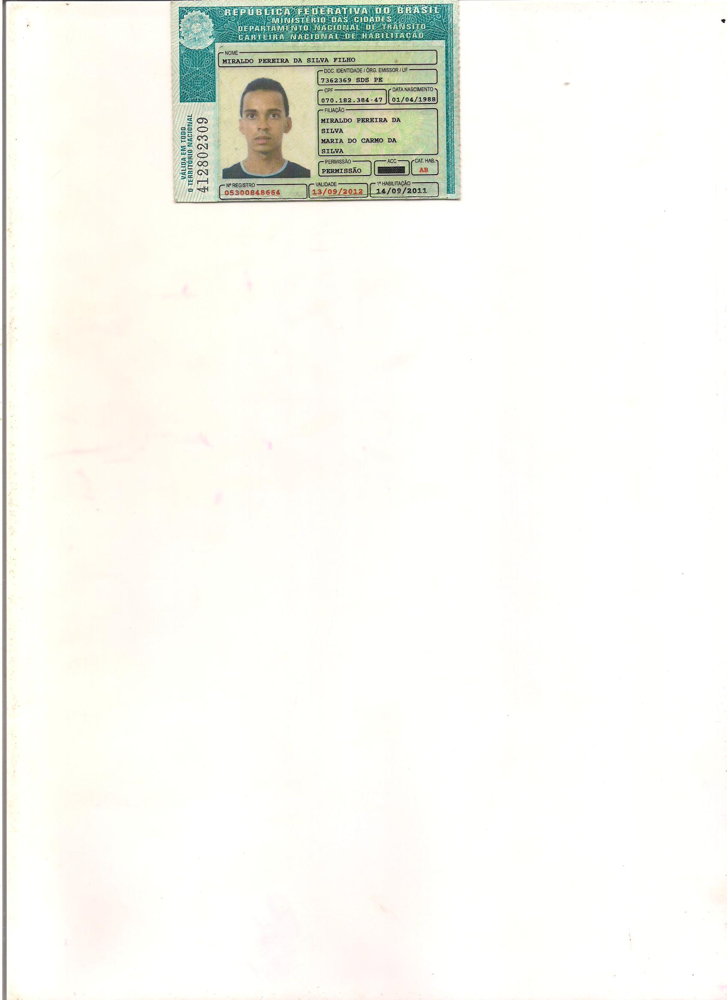 REPÚBLICA FEDERATIVA DO BRASIL
MINISTÉRIO DAS CIDADES
DEPARTAMENTO NACIONAL DE TRÂNSITO
CARTEIRA NACIONAL DE HABILITAÇÃO
NOME
MIRALDO PEREIRA DA SILVA FILHO
DOC. IDENTIDADE / ÓRG. EMISSOR / UF
7362369 SDS PE
CPF
070.182.384-47
DATA NASCIMENTO
01/04/1988
FILIAÇÃO
MIRALDO PEREIRA DA
SILVA
MARIA DO CARMO DA
SILVA
PERMISSÃO
PERMISSÃO
ACC
CAT. HAB.
AB
Nº REGISTRO
05300848664
VALIDADE
13/09/2012
1ª HABILITAÇÃO
14/09/2011
VÁLIDA EM TODO
O TERRITÓRIO NACIONAL
412802309